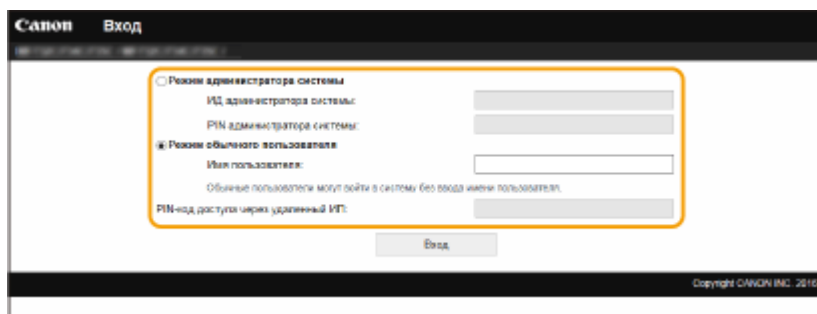 Canon Вход
Режим администратора системы
ИД администратора системы:
PIN администратора системы:
Режим обычного пользователя
Имя пользователя:
Обычные пользователи могут войти в систему без ввода имени пользователя.
PIN-код доступа через удаленный ИП:
Вход
Copyright CANON INC. 2016